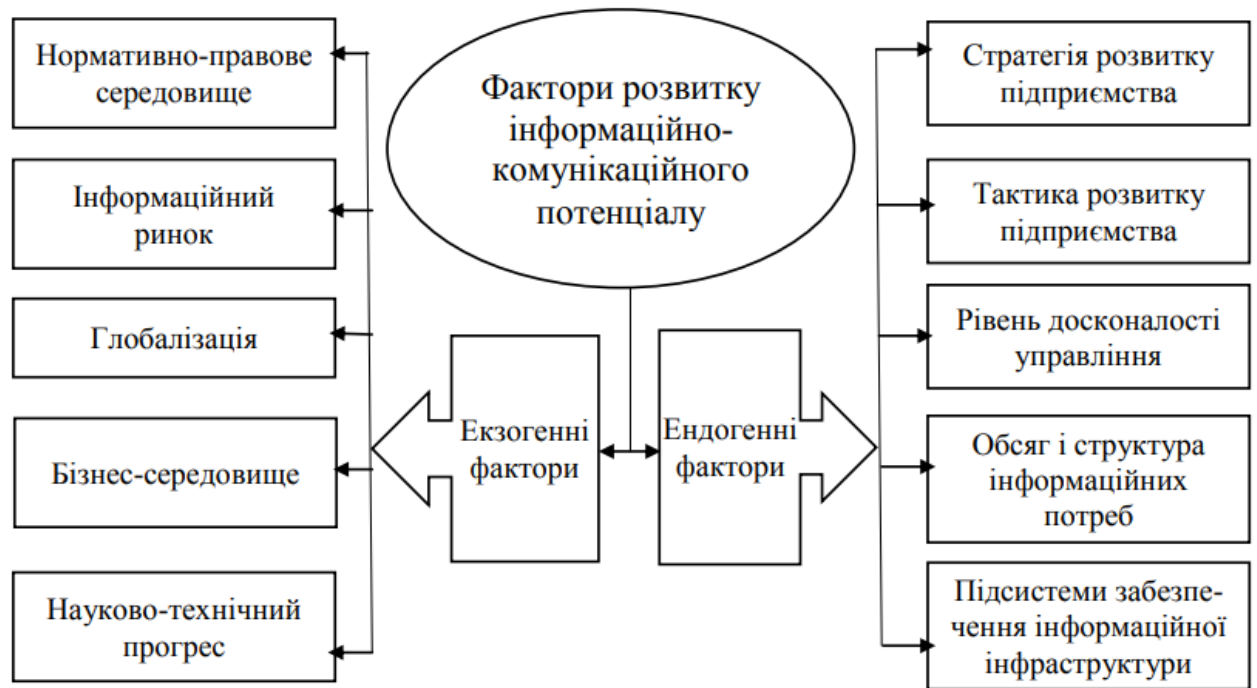 Фактори розвитку
інформаційно-
комунікаційного
потенціалу
Нормативно-правове
середовище
Інформаційний
ринок
Глобалізація
Бізнес-середовище
Науково-технічний
прогрес
Екзогенні
фактори
Ендогенні
фактори
Стратегія розвитку
підприємства
Тактика розвитку
підприємства
Рівень досконалості
управління
Обсяг і структура
інформаційних
потреб
Підсистеми забезпе-
чення інформаційної
інфраструктури